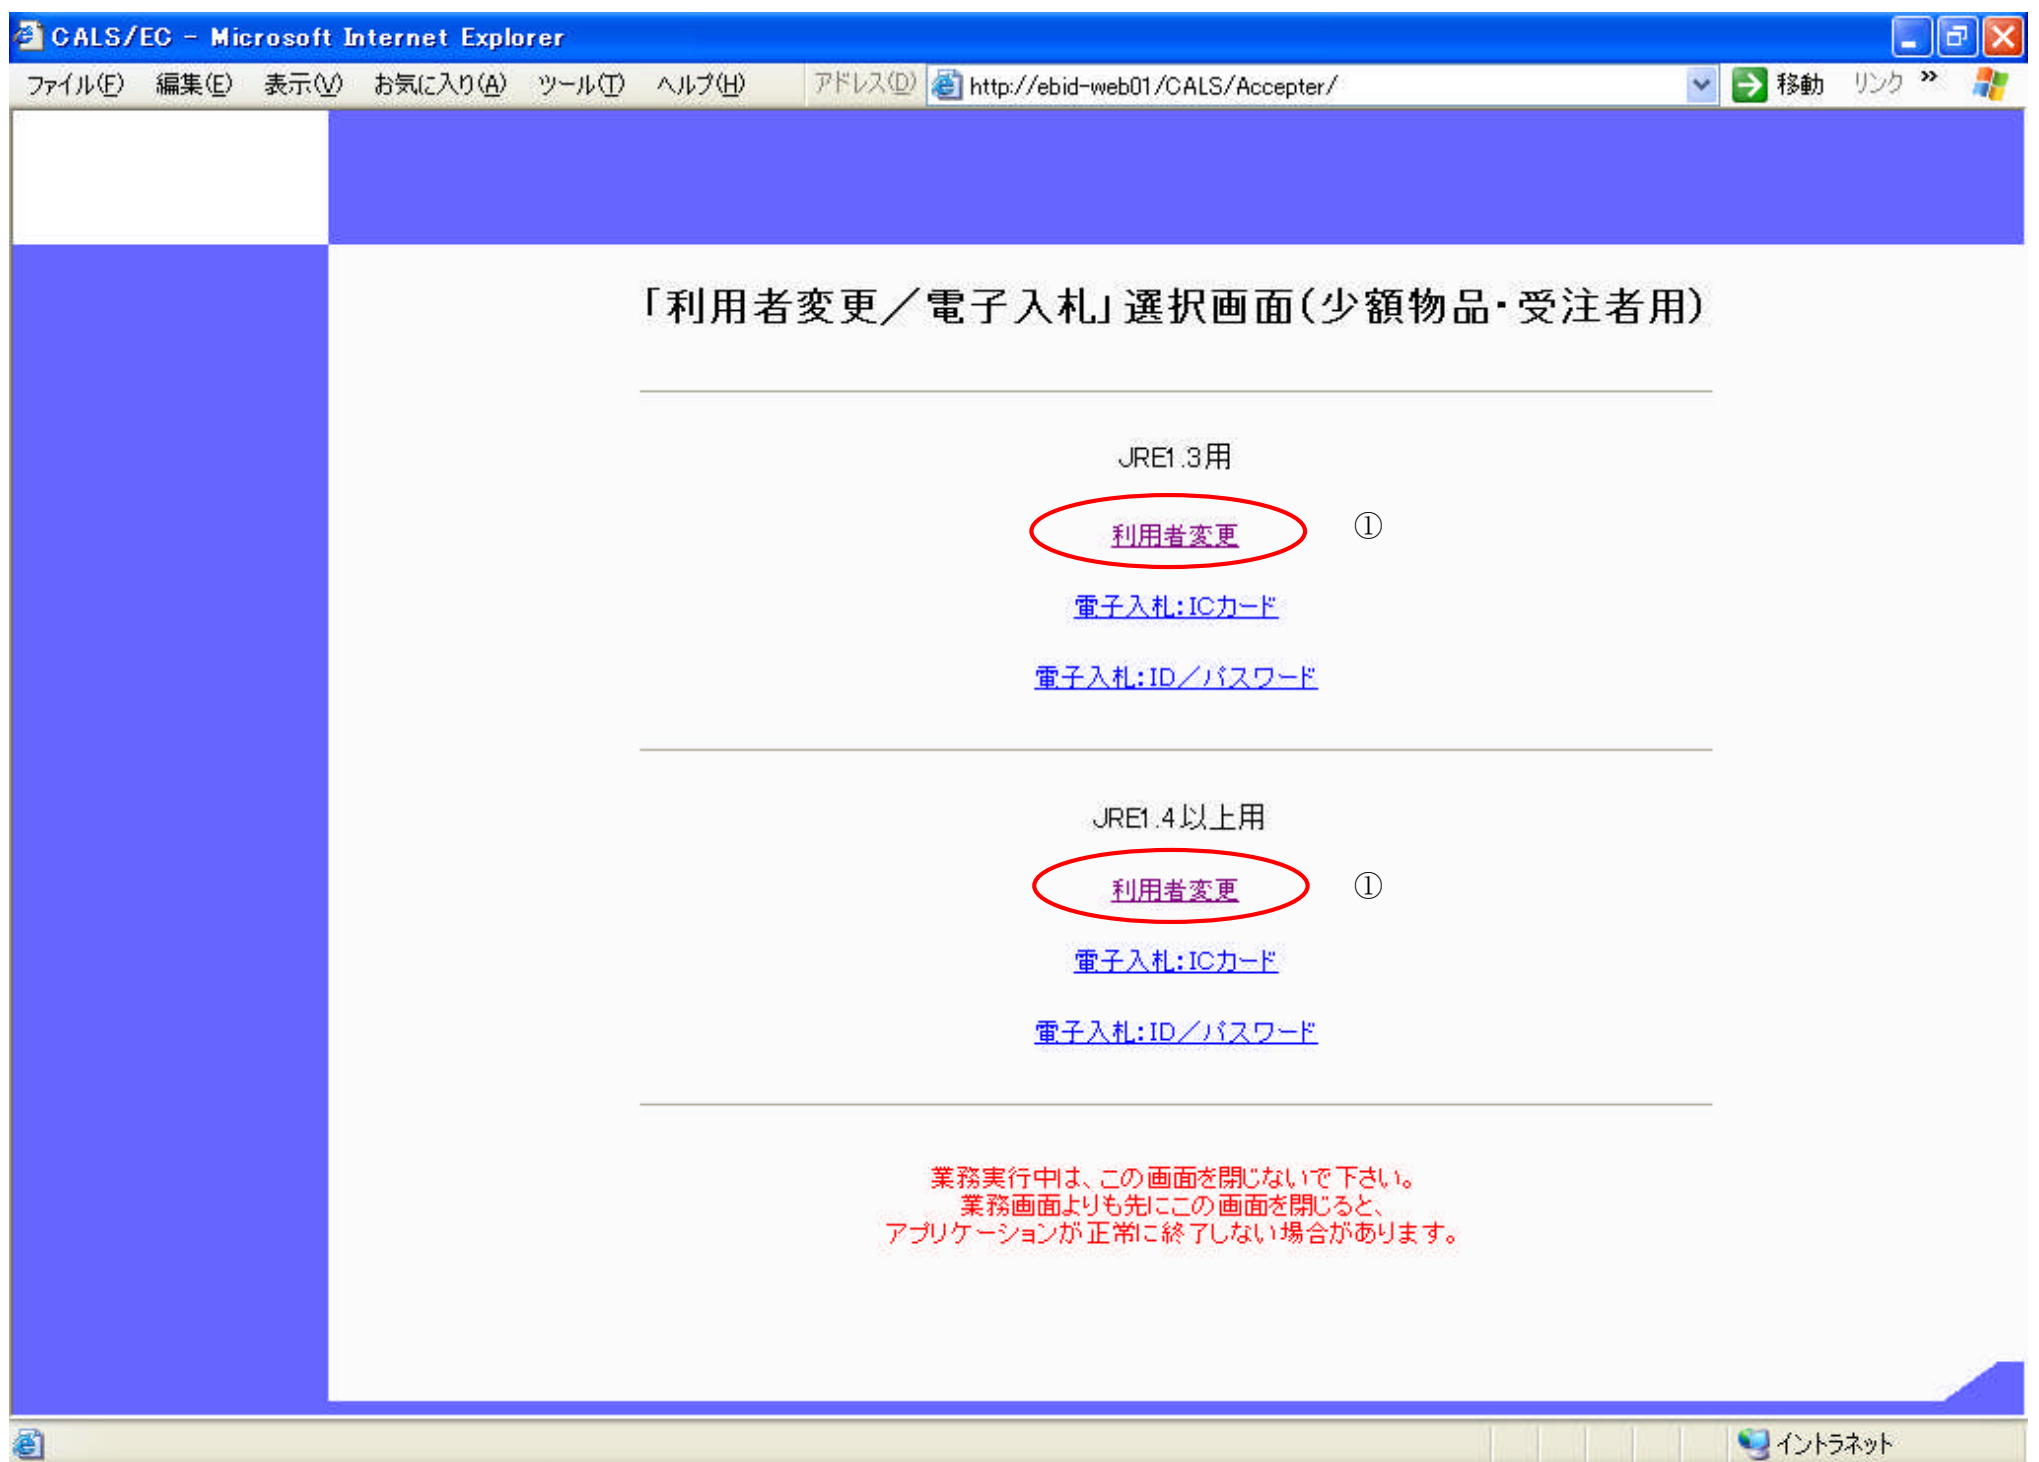 CALS/EC - Microsoft Internet Explorer
ファイル(F) 編集(E) 表示(V) お気に入り(A) ツール(T) ヘルプ(H) アドレス(D) http://ebid-web01/CALS/Accepter/ 移動 リンク »
「利用者変更／電子入札」選択画面(少額物品・受注者用)
JRE1.3用
利用者変更 ①
電子入札:ICカード
電子入札:ID／パスワード
JRE1.4以上用
利用者変更 ①
電子入札:ICカード
電子入札:ID／パスワード
業務実行中は、この画面を閉じないで下さい。
業務画面よりも先にこの画面を閉じると、
アプリケーションが正常に終了しない場合があります。
イントラネット